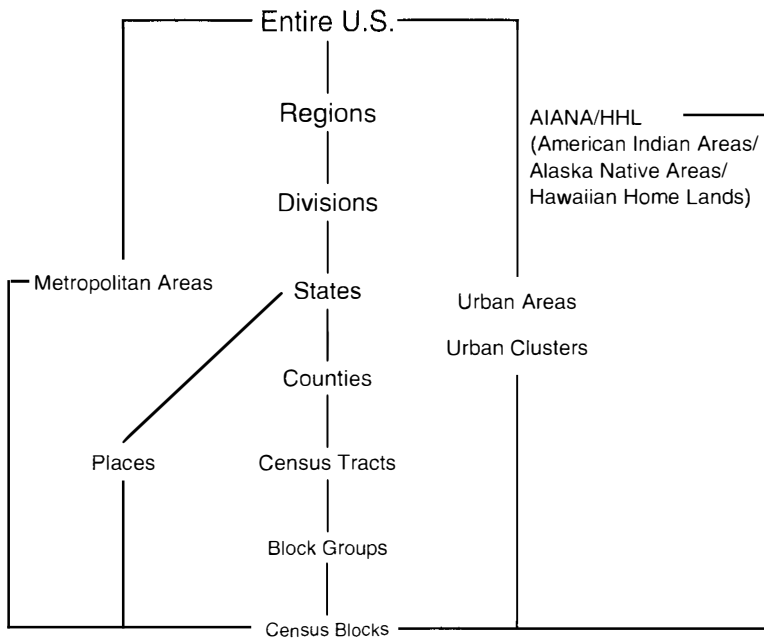 Entire U.S.
Regions
AIANA/HHL
(American Indian Areas/
Alaska Native Areas/
Hawaiian Home Lands)
Divisions
Metropolitan Areas
States
Urban Areas
Urban Clusters
Counties
Places
Census Tracts
Block Groups
Census Blocks